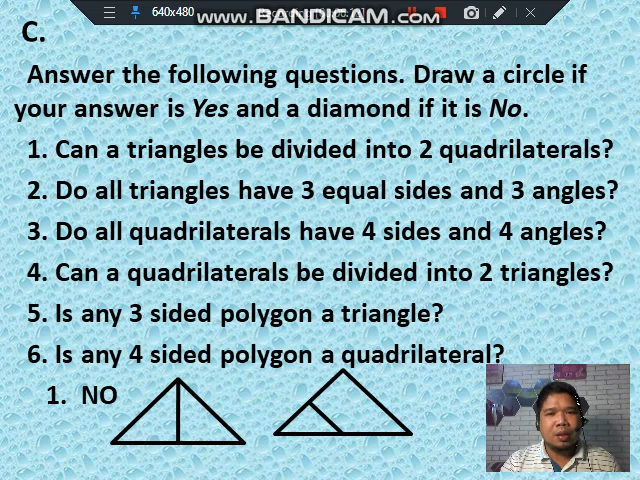 640x480
WWW.BANDICAM.COM
C.
Answer the following questions. Draw a circle if
your answer is Yes and a diamond if it is No.
1. Can a triangles be divided into 2 quadrilaterals?
2. Do all triangles have 3 equal sides and 3 angles?
3. Do all quadrilaterals have 4 sides and 4 angles?
4. Can a quadrilaterals be divided into 2 triangles?
5. Is any 3 sided polygon a triangle?
6. Is any 4 sided polygon a quadrilateral?
1. NO